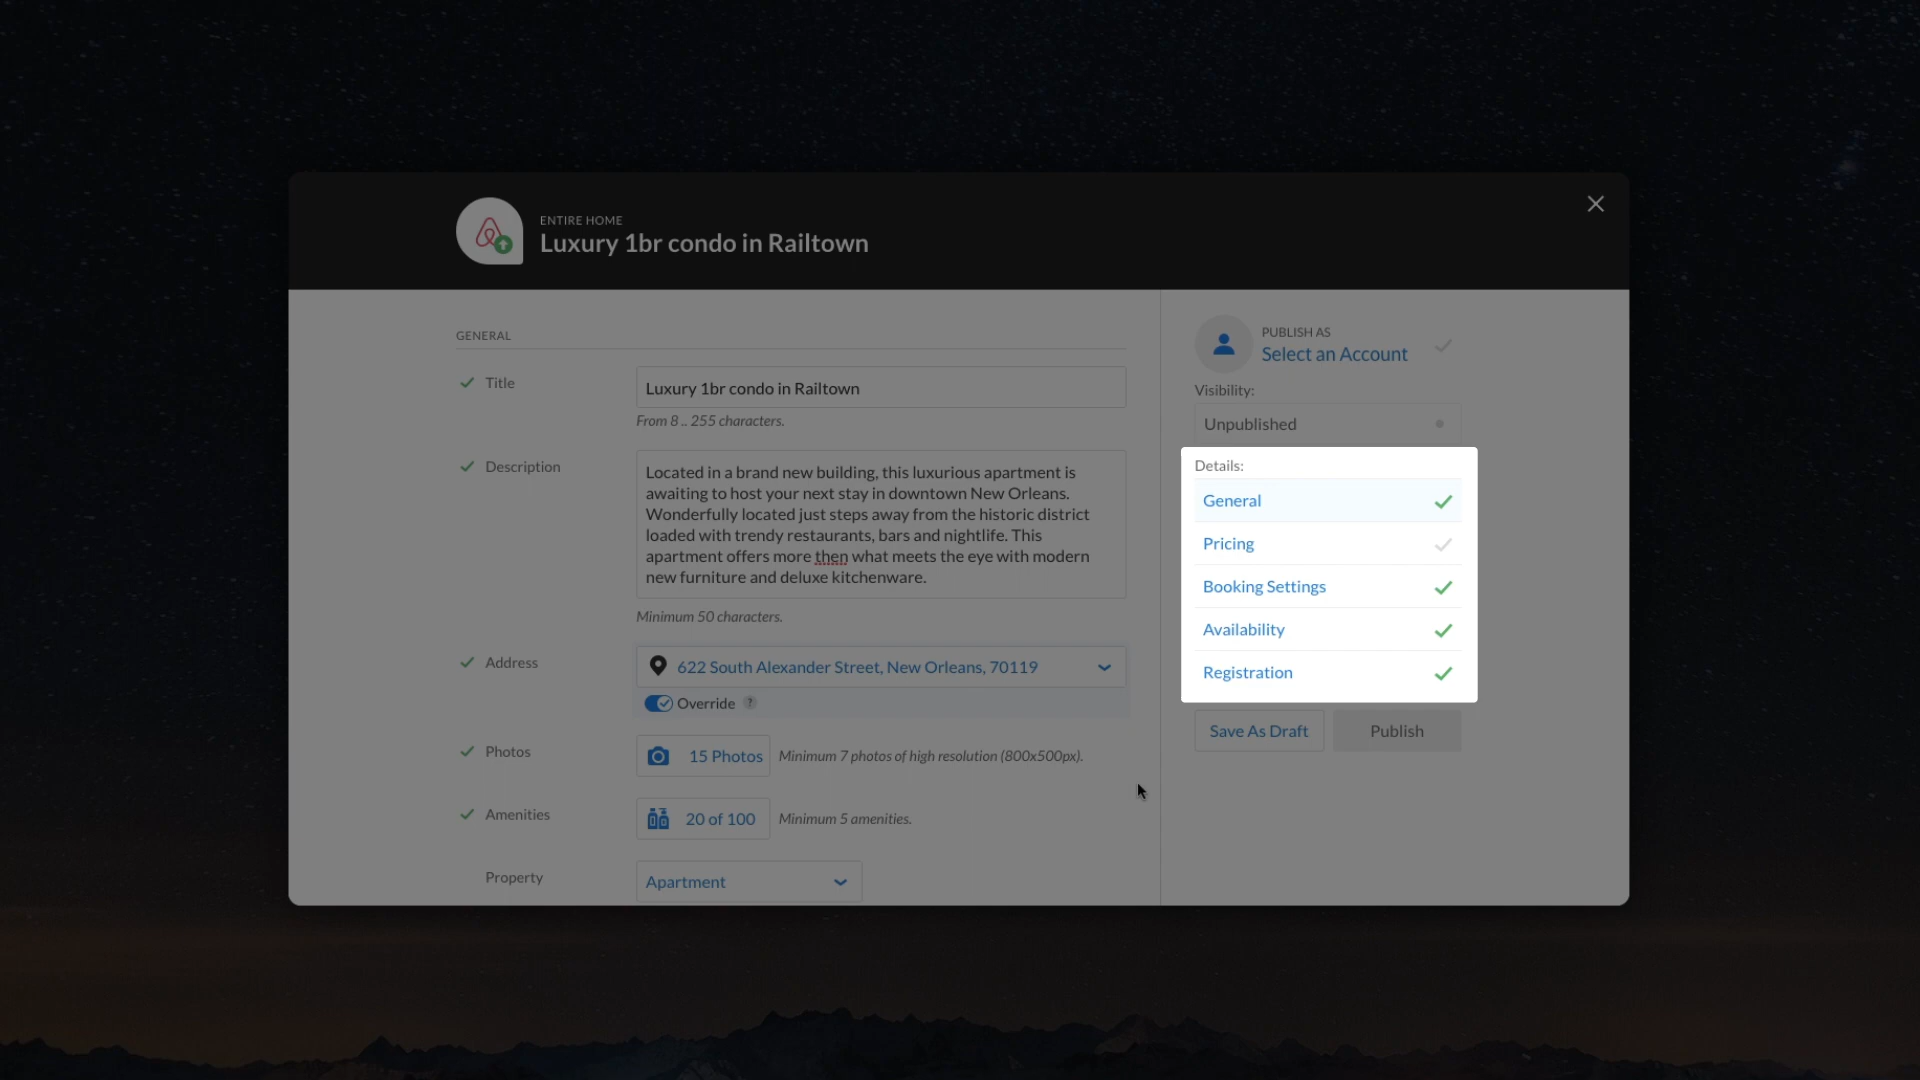 ENTIRE HOME
Luxury 1br condo in Railtown
GENERAL
Title
Luxury 1br condo in Railtown
From 8 .. 255 characters.
Description
Located in a brand new building, this luxurious apartment is
awaiting to host your next stay in downtown New Orleans.
Wonderfully located just steps away from the historic district
loaded with trendy restaurants, bars and nightlife. This
apartment offers more then what meets the eye with modern
new furniture and deluxe kitchenware.
Minimum 50 characters.
Address
622 South Alexander Street, New Orleans, 70119
Override ?
Photos
15 Photos
Minimum 7 photos of high resolution (800x500px).
Amenities
20 of 100
Minimum 5 amenities.
Property
Apartment
PUBLISH AS
Select an Account
Visibility:
Unpublished
Details:
General
Pricing
Booking Settings
Availability
Registration
Save As Draft
Publish